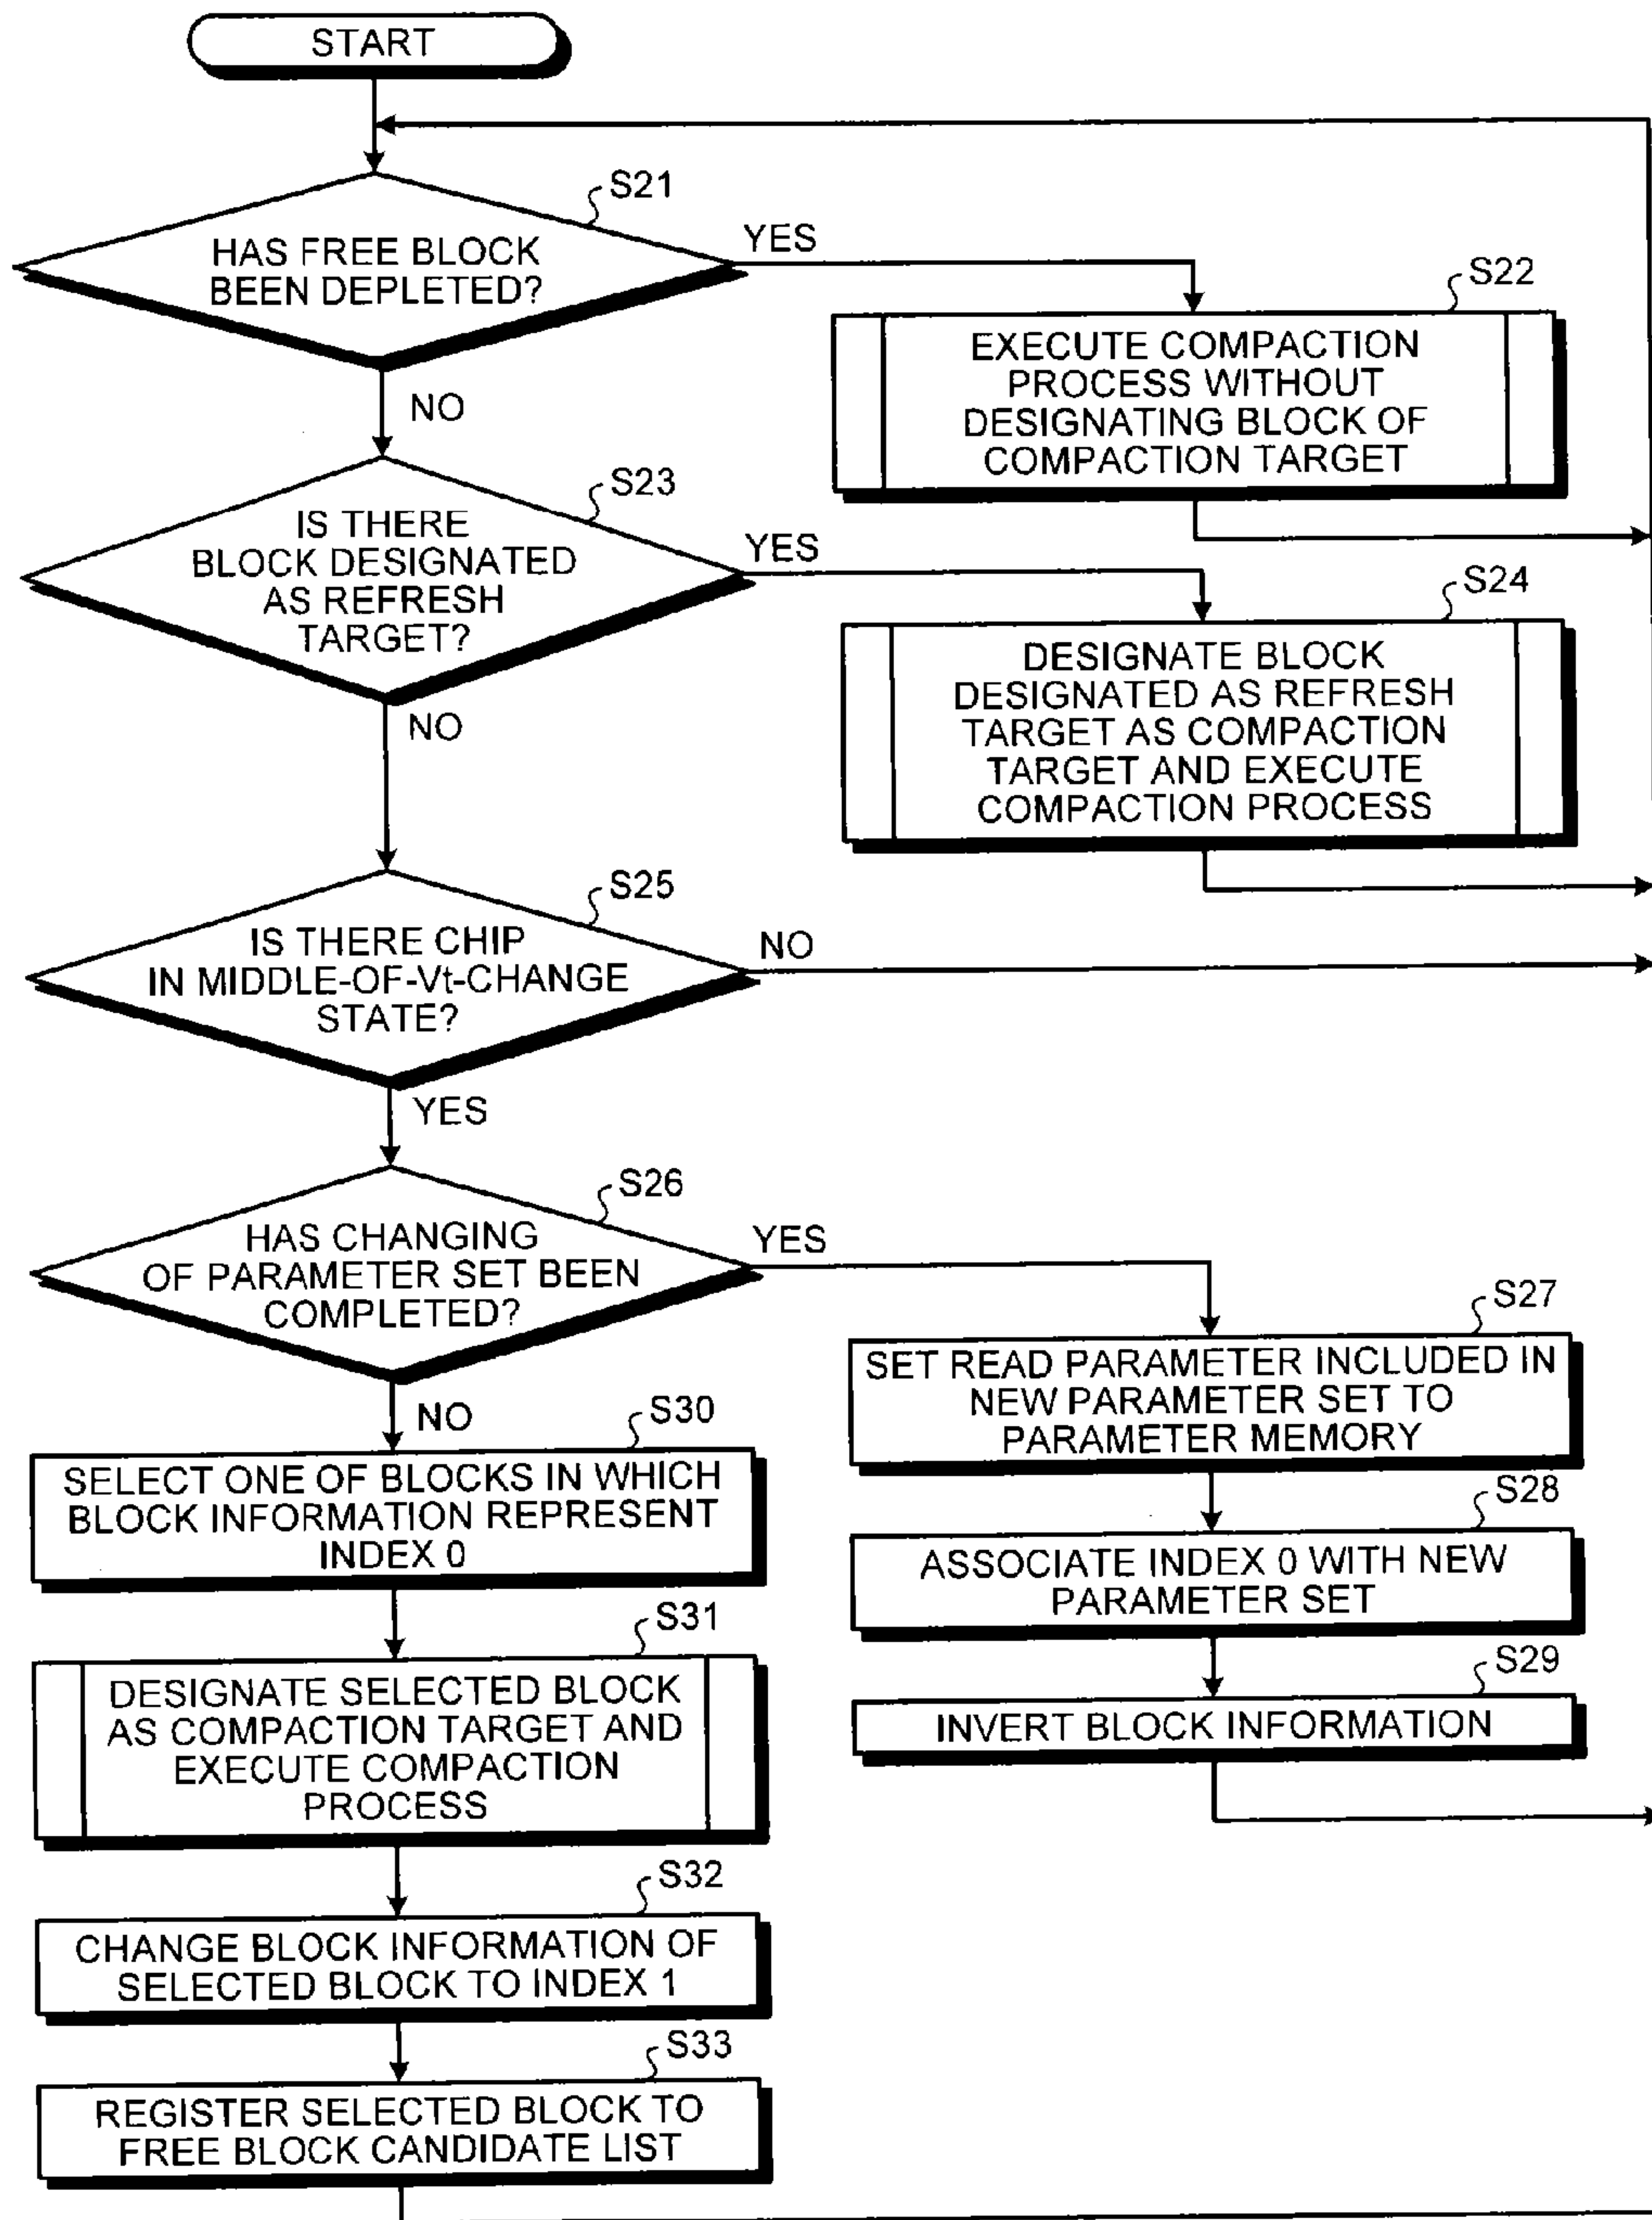 START
S21
HAS FREE BLOCK
BEEN DEPLETED?
YES
NO
S22
EXECUTE COMPACTION
PROCESS WITHOUT
DESIGNATING BLOCK OF
COMPACTION TARGET
S23
IS THERE
BLOCK DESIGNATED
AS REFRESH
TARGET?
YES
NO
S24
DESIGNATE BLOCK
DESIGNATED AS REFRESH
TARGET AS COMPACTION
TARGET AND EXECUTE
COMPACTION PROCESS
S25
IS THERE CHIP
IN MIDDLE-OF-Vt-CHANGE
STATE?
NO
YES
S26
HAS CHANGING
OF PARAMETER SET BEEN
COMPLETED?
YES
NO
S27
SET READ PARAMETER INCLUDED IN
NEW PARAMETER SET TO
PARAMETER MEMORY
S28
ASSOCIATE INDEX 0 WITH NEW
PARAMETER SET
S29
INVERT BLOCK INFORMATION
S30
SELECT ONE OF BLOCKS IN WHICH
BLOCK INFORMATION REPRESENT
INDEX 0
S31
DESIGNATE SELECTED BLOCK
AS COMPACTION TARGET AND
EXECUTE COMPACTION
PROCESS
S32
CHANGE BLOCK INFORMATION OF
SELECTED BLOCK TO INDEX 1
S33
REGISTER SELECTED BLOCK TO
FREE BLOCK CANDIDATE LIST